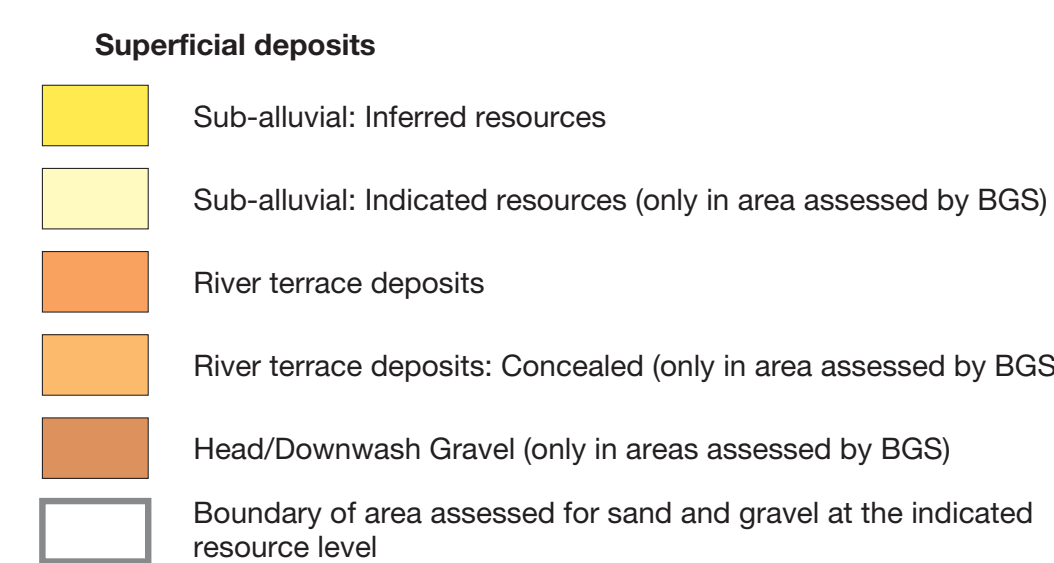 Superficial deposits
Sub-alluvial: Inferred resources
Sub-alluvial: Indicated resources (only in area assessed by BGS)
River terrace deposits
River terrace deposits: Concealed (only in area assessed by BGS
Head/Downwash Gravel (only in areas assessed by BGS)
Boundary of area assessed for sand and gravel at the indicated
resource level